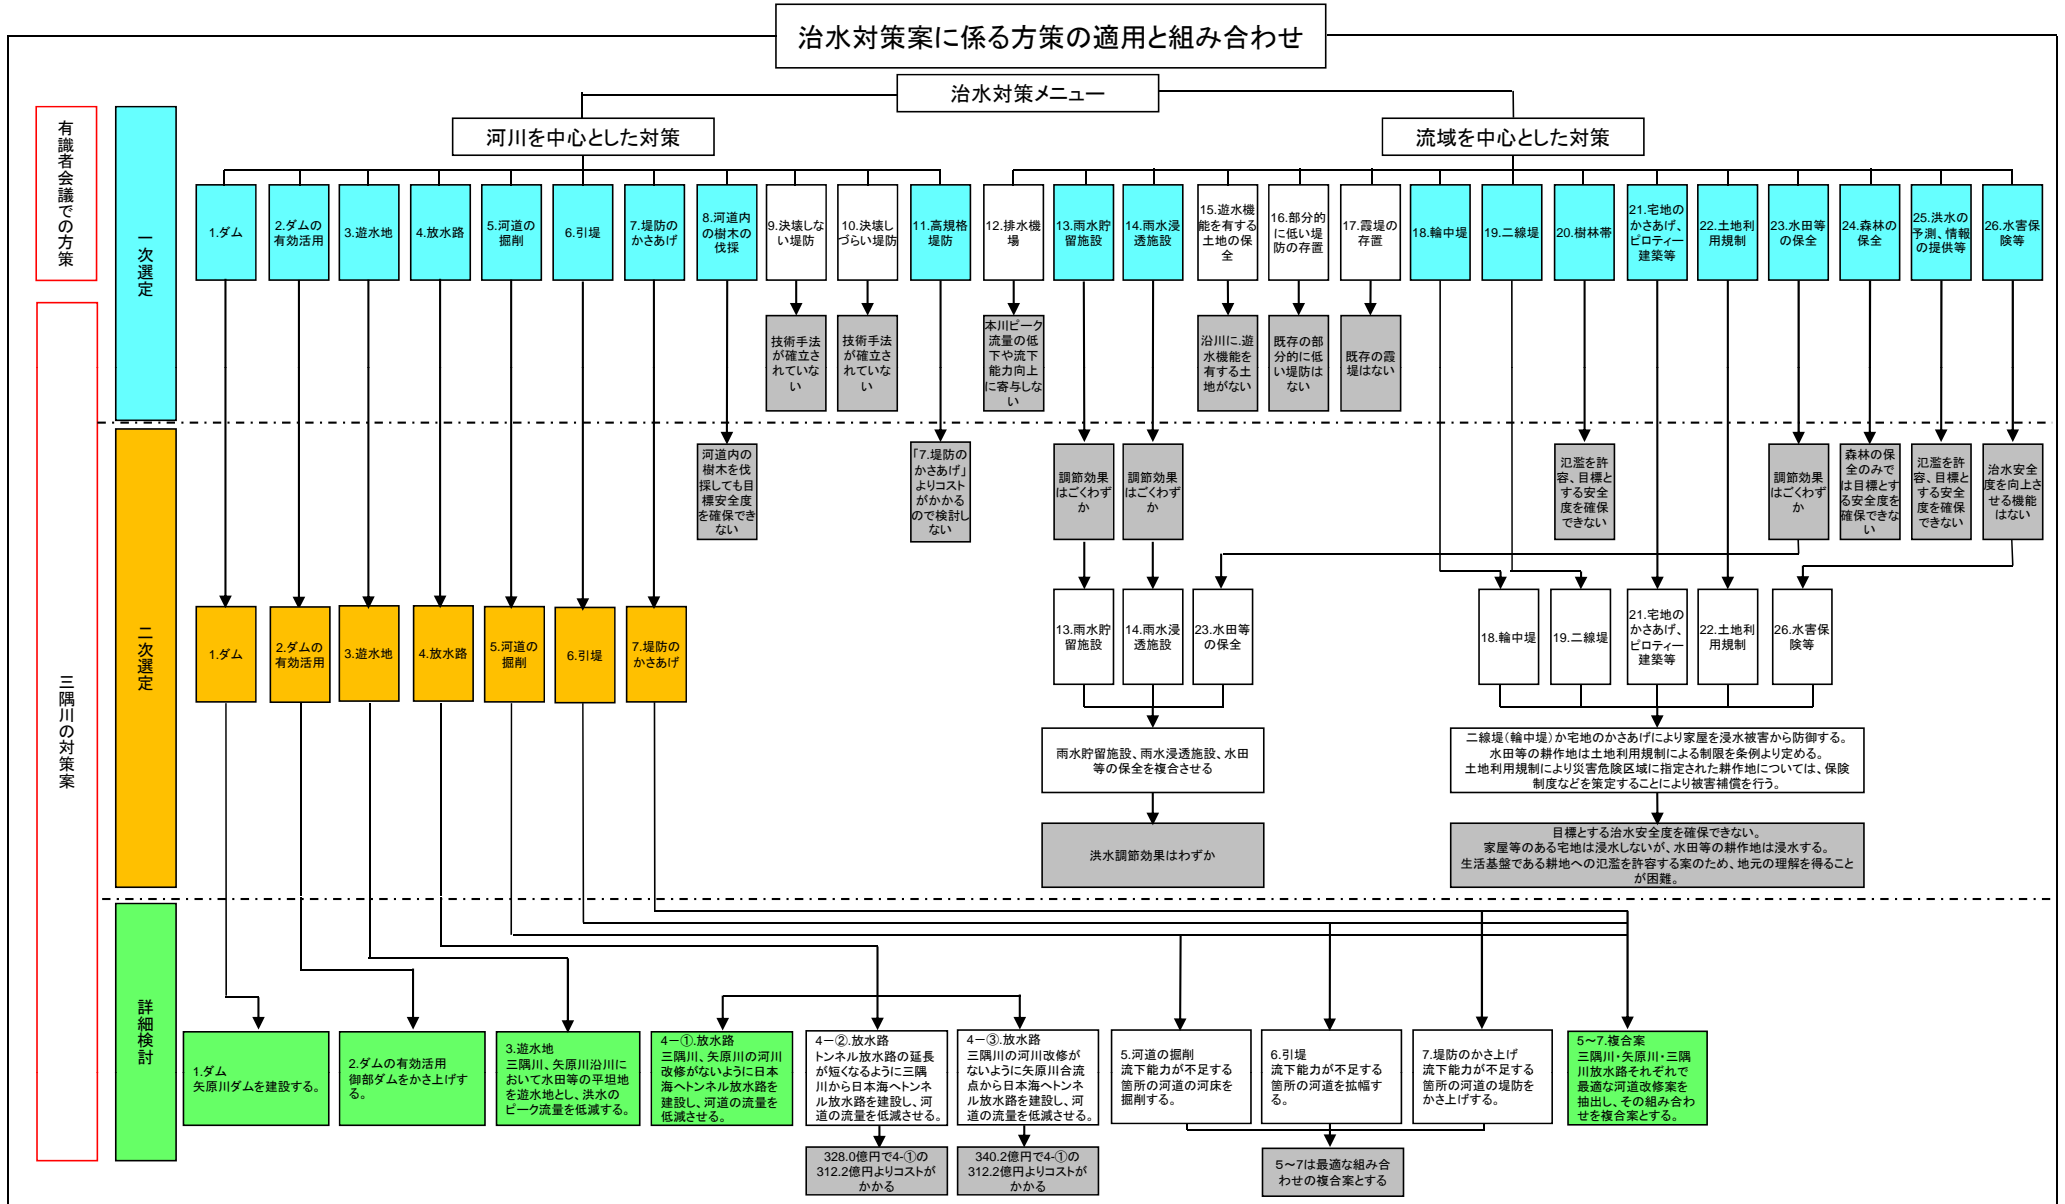 治水対策案に係る方策の適用と組み合わせ
治水対策メニュー
河川を中心とした対策
流域を中心とした対策
有識者会議での方策
三隅川の対策案
一次選定
1.ダム
2.ダムの
有効活用
3.遊水地
4.放水路
5.河道の
掘削
6.引堤
7.堤防の
かさあげ
8.河道内
の樹木の
伐採
9.決壊しな
い堤防
10.決壊し
づらい堤防
11.高規格
堤防
12.排水機
場
13.雨水貯
留施設
14.雨水浸
透施設
15.遊水機
能を有する
土地の保
全
16.部分的
に低い堤
防の存置
17.霞堤の
存置
18.輪中堤
19.二線堤
20.樹林帯
21.宅地の
かさあげ、
ピロティー
建築等
22.土地利
用規制
23.水田等
の保全
24.森林の
保全
25.洪水の
予測、情報
の提供等
26.水害保
険等
技術手法
が確立さ
れていな
い
技術手法
が確立さ
れていな
い
本川ピーク
流量の低
下や流下
能力向上
に寄与しな
い
沿川に.遊
水機能を
有する土
地がない
既存の部
分的に低
い堤防は
ない
既存の霞
堤はない
二次選定
河道内の
樹木を伐
採しても目
標安全度
を確保でき
ない
「7.堤防の
かさあげ」
よりコスト
がかかる
ので検討し
ない
調節効果
はごくわず
か
調節効果
はごくわず
か
氾濫を許
容、目標と
する安全
度を確保
できない
調節効果
はごくわず
か
森林の保
全のみで
は目標とす
る安全度を
確保できな
い
氾濫を許
容、目標と
する安全
度を確保
できない
治水安全
度を向上さ
せる機能
はない
1.ダム
2.ダムの
有効活用
3.遊水地
4.放水路
5.河道の
掘削
6.引堤
7.堤防の
かさあげ
13.雨水貯
留施設
14.雨水浸
透施設
23.水田等
の保全
18.輪中堤
19.二線堤
21.宅地の
かさあげ、
ピロティー
建築等
22.土地利
用規制
26.水害保
険等
雨水貯留施設、雨水浸透施設、水田
等の保全を複合させる
二線堤(輪中堤)か宅地のかさあげにより家屋を浸水被害から防御する。
水田等の耕作地は土地利用規制による制限を条例より定める。
土地利用規制により災害危険区域に指定された耕作地については、保険
制度などを策定することにより被害補償を行う。
洪水調節効果はわずか
目標とする治水安全度を確保できない。
家屋等のある宅地は浸水しないが、水田等の耕作地は浸水する。
生活基盤である耕地への氾濫を許容する案のため、地元の理解を得ること
が困難。
詳細検討
1.ダム
矢原川ダムを建設する。
2.ダムの有効活用
御部ダムをかさ上げす
る。
3.遊水地
三隅川、矢原川沿川に
おいて水田等の平坦地
を遊水地とし、洪水の
ピーク流量を低減する。
4-①.放水路
三隅川、矢原川の河川
改修がないように日本
海へトンネル放水路を
建設し、河道の流量を
低減させる。
4-②.放水路
トンネル放水路の延長
が短くなるように三隅
川から日本海へトンネ
ル放水路を建設し、河
道の流量を低減させる。
4-③.放水路
三隅川の河川改修が
ないように矢原川合流
点から日本海へトンネ
ル放水路を建設し、河
道の流量を低減させる。
5.河道の掘削
流下能力が不足する
箇所の河道の河床を
掘削する。
6.引堤
流下能力が不足する
箇所の河道を拡幅す
る。
7.堤防のかさ上げ
流下能力が不足する
箇所の河道の堤防を
かさ上げする。
5~7.複合案
三隅川・矢原川・三隅
川放水路それぞれで
最適な河道改修案を
抽出し、その組み合わ
せを複合案とする。
328.0億円で4-①の
312.2億円よりコストが
かかる
340.2億円で4-①の
312.2億円よりコストが
かかる
5~7は最適な組み合
わせの複合案とする